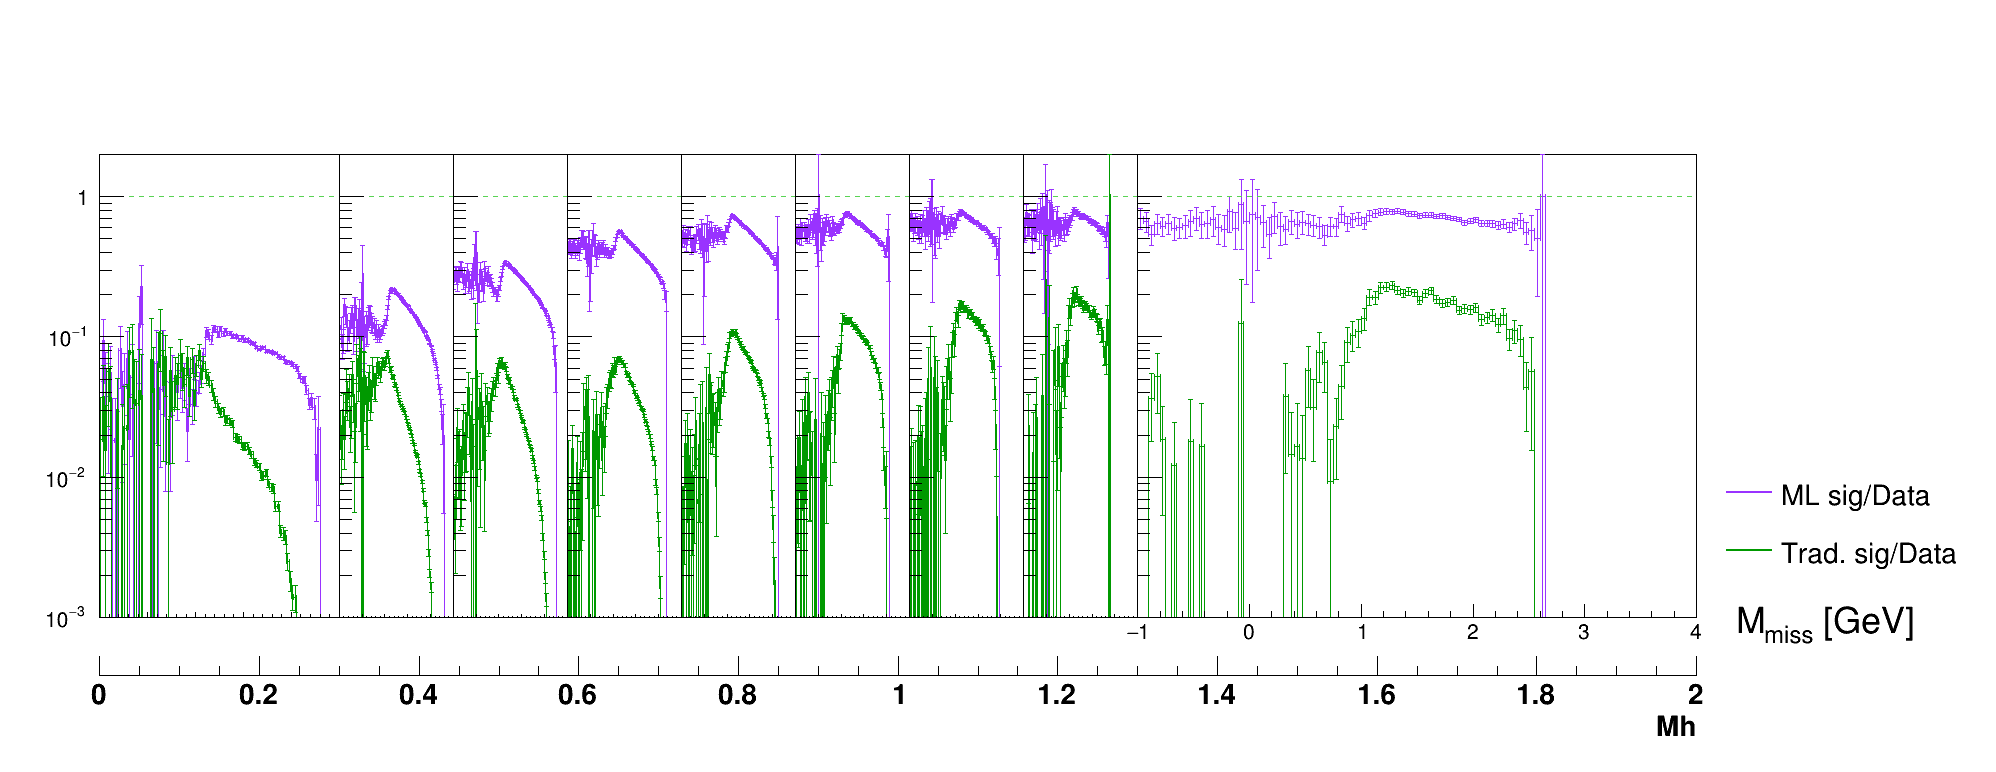 1
10−1
10−2
10−3
ML sig/Data
Trad. sig/Data
−1 0 1 2 3 4
Mmiss [GeV]
0 0.2 0.4 0.6 0.8 1 1.2 1.4 1.6 1.8 2
Mh